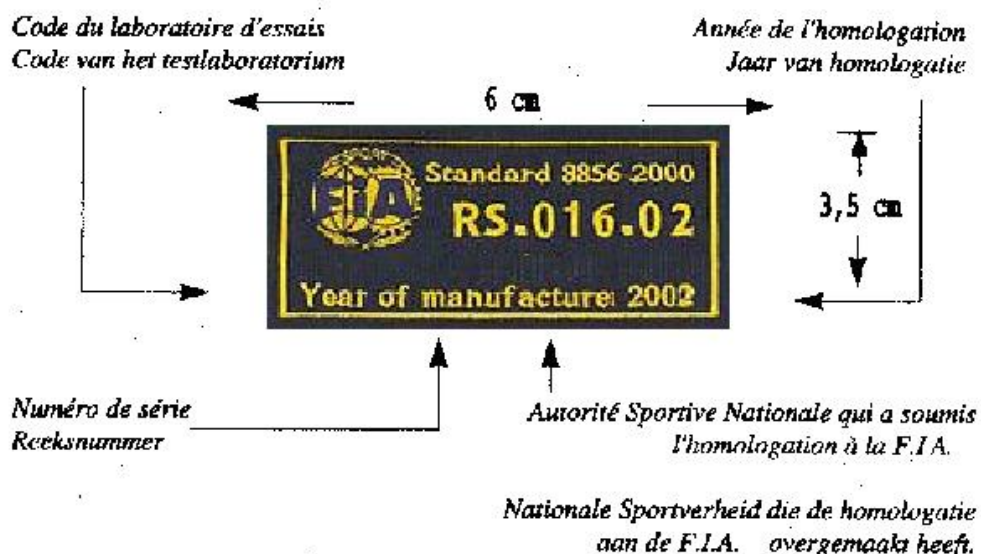 Code du laboratoire d'essais
Code van het testlaboratorium
Année de l'homologation
Jaar van homologatie
6 cm
FIA
Standard 8856-2000
RS.016.02
Year of manufacture: 2002
3,5 cm
Numéro de série
Reeksnummer
Autorité Sportive Nationale qui a soumis
l'homologation à la F.I.A.
Nationale Sportverheid die de homologatie
aan de F.I.A. overgemaakt heeft.